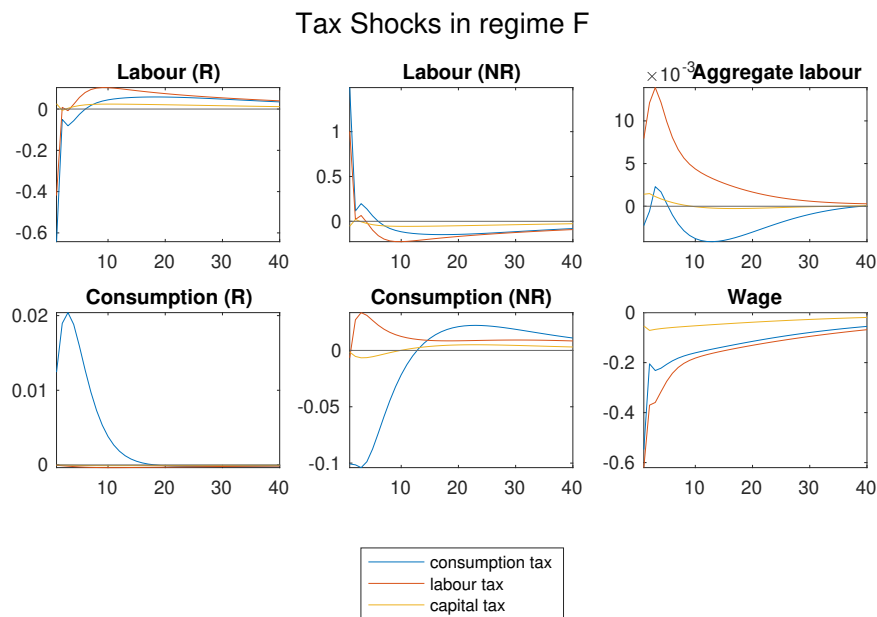 Tax Shocks in regime F
Labour (R)
0
-0.2
-0.4
-0.6
10 20 30 40
Labour (NR)
1
0.5
0
10 20 30 40
×10⁻³ Aggregate labour
10
5
0
10 20 30 40
Consumption (R)
0.02
0.01
0
10 20 30 40
Consumption (NR)
0
-0.05
-0.1
10 20 30 40
Wage
0
-0.2
-0.4
-0.6
10 20 30 40
consumption tax
labour tax
capital tax